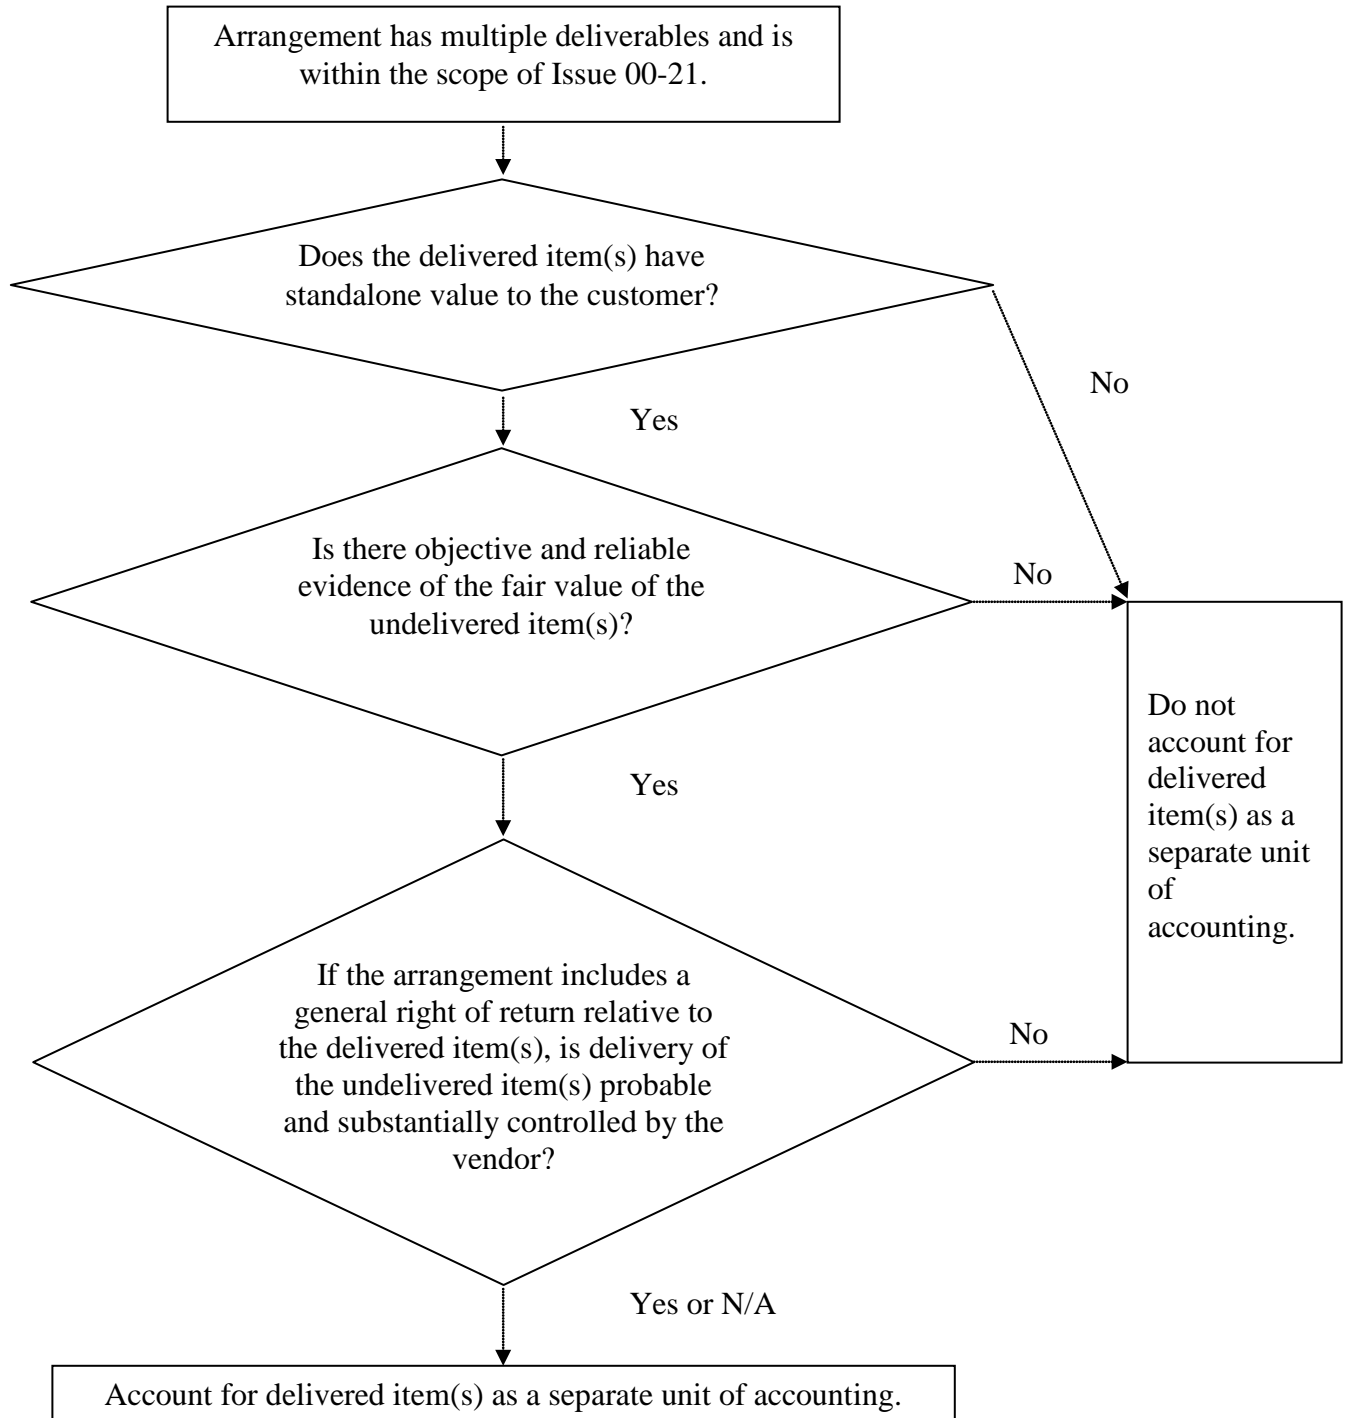 Arrangement has multiple deliverables and is
within the scope of Issue 00-21.
Does the delivered item(s) have
standalone value to the customer?
No
Yes
Is there objective and reliable
evidence of the fair value of the
undelivered item(s)?
No
Yes
Do not
account for
delivered
item(s) as a
separate unit
of
accounting.
If the arrangement includes a
general right of return relative to
the delivered item(s), is delivery of
the undelivered item(s) probable
and substantially controlled by the
vendor?
No
Yes or N/A
Account for delivered item(s) as a separate unit of accounting.